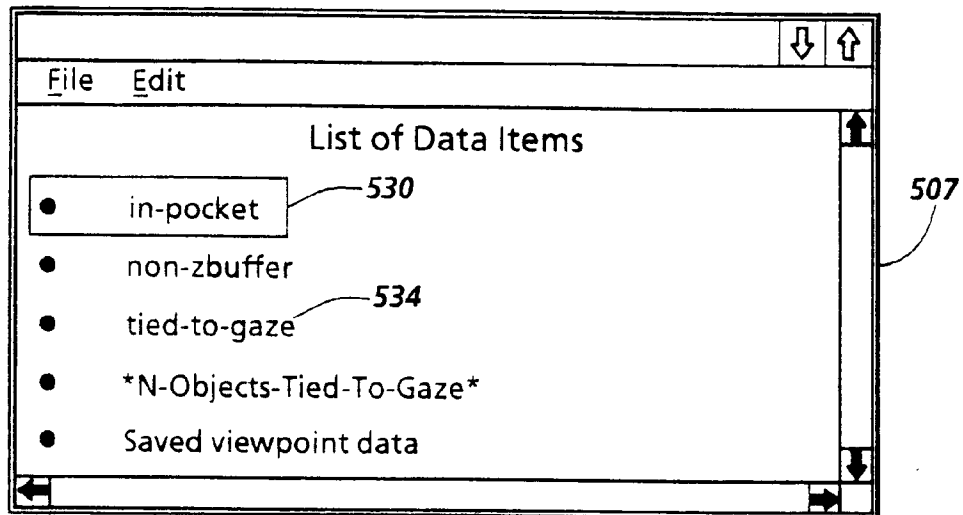 File Edit
List of Data Items
● in-pocket 530
507
● non-zbuffer
534
● tied-to-gaze
● *N-Objects-Tied-To-Gaze*
● Saved viewpoint data